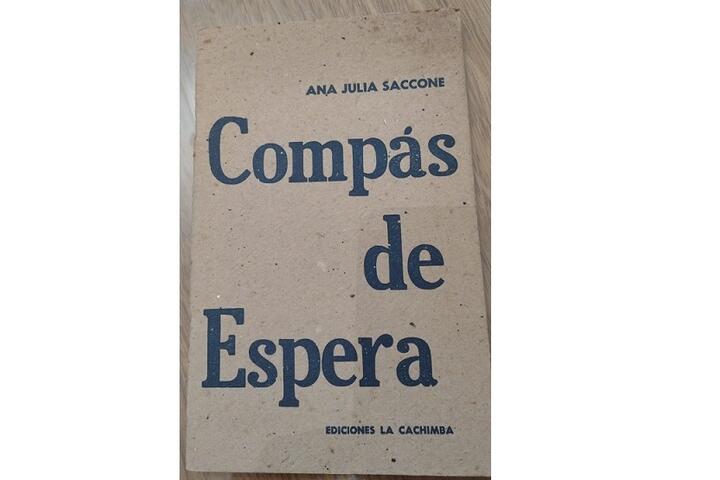 ANA JULIA SACCONE
Compás
de
Espera
EDICIONES LA CACHIMBA